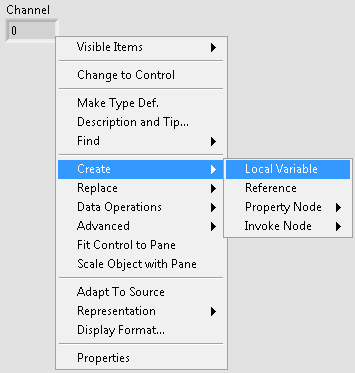 Channel
0
Visible Items
Change to Control
Make Type Def.
Description and Tip...
Find
Create
Replace
Data Operations
Advanced
Fit Control to Pane
Scale Object with Pane
Adapt To Source
Representation
Display Format...
Properties
Local Variable
Reference
Property Node
Invoke Node